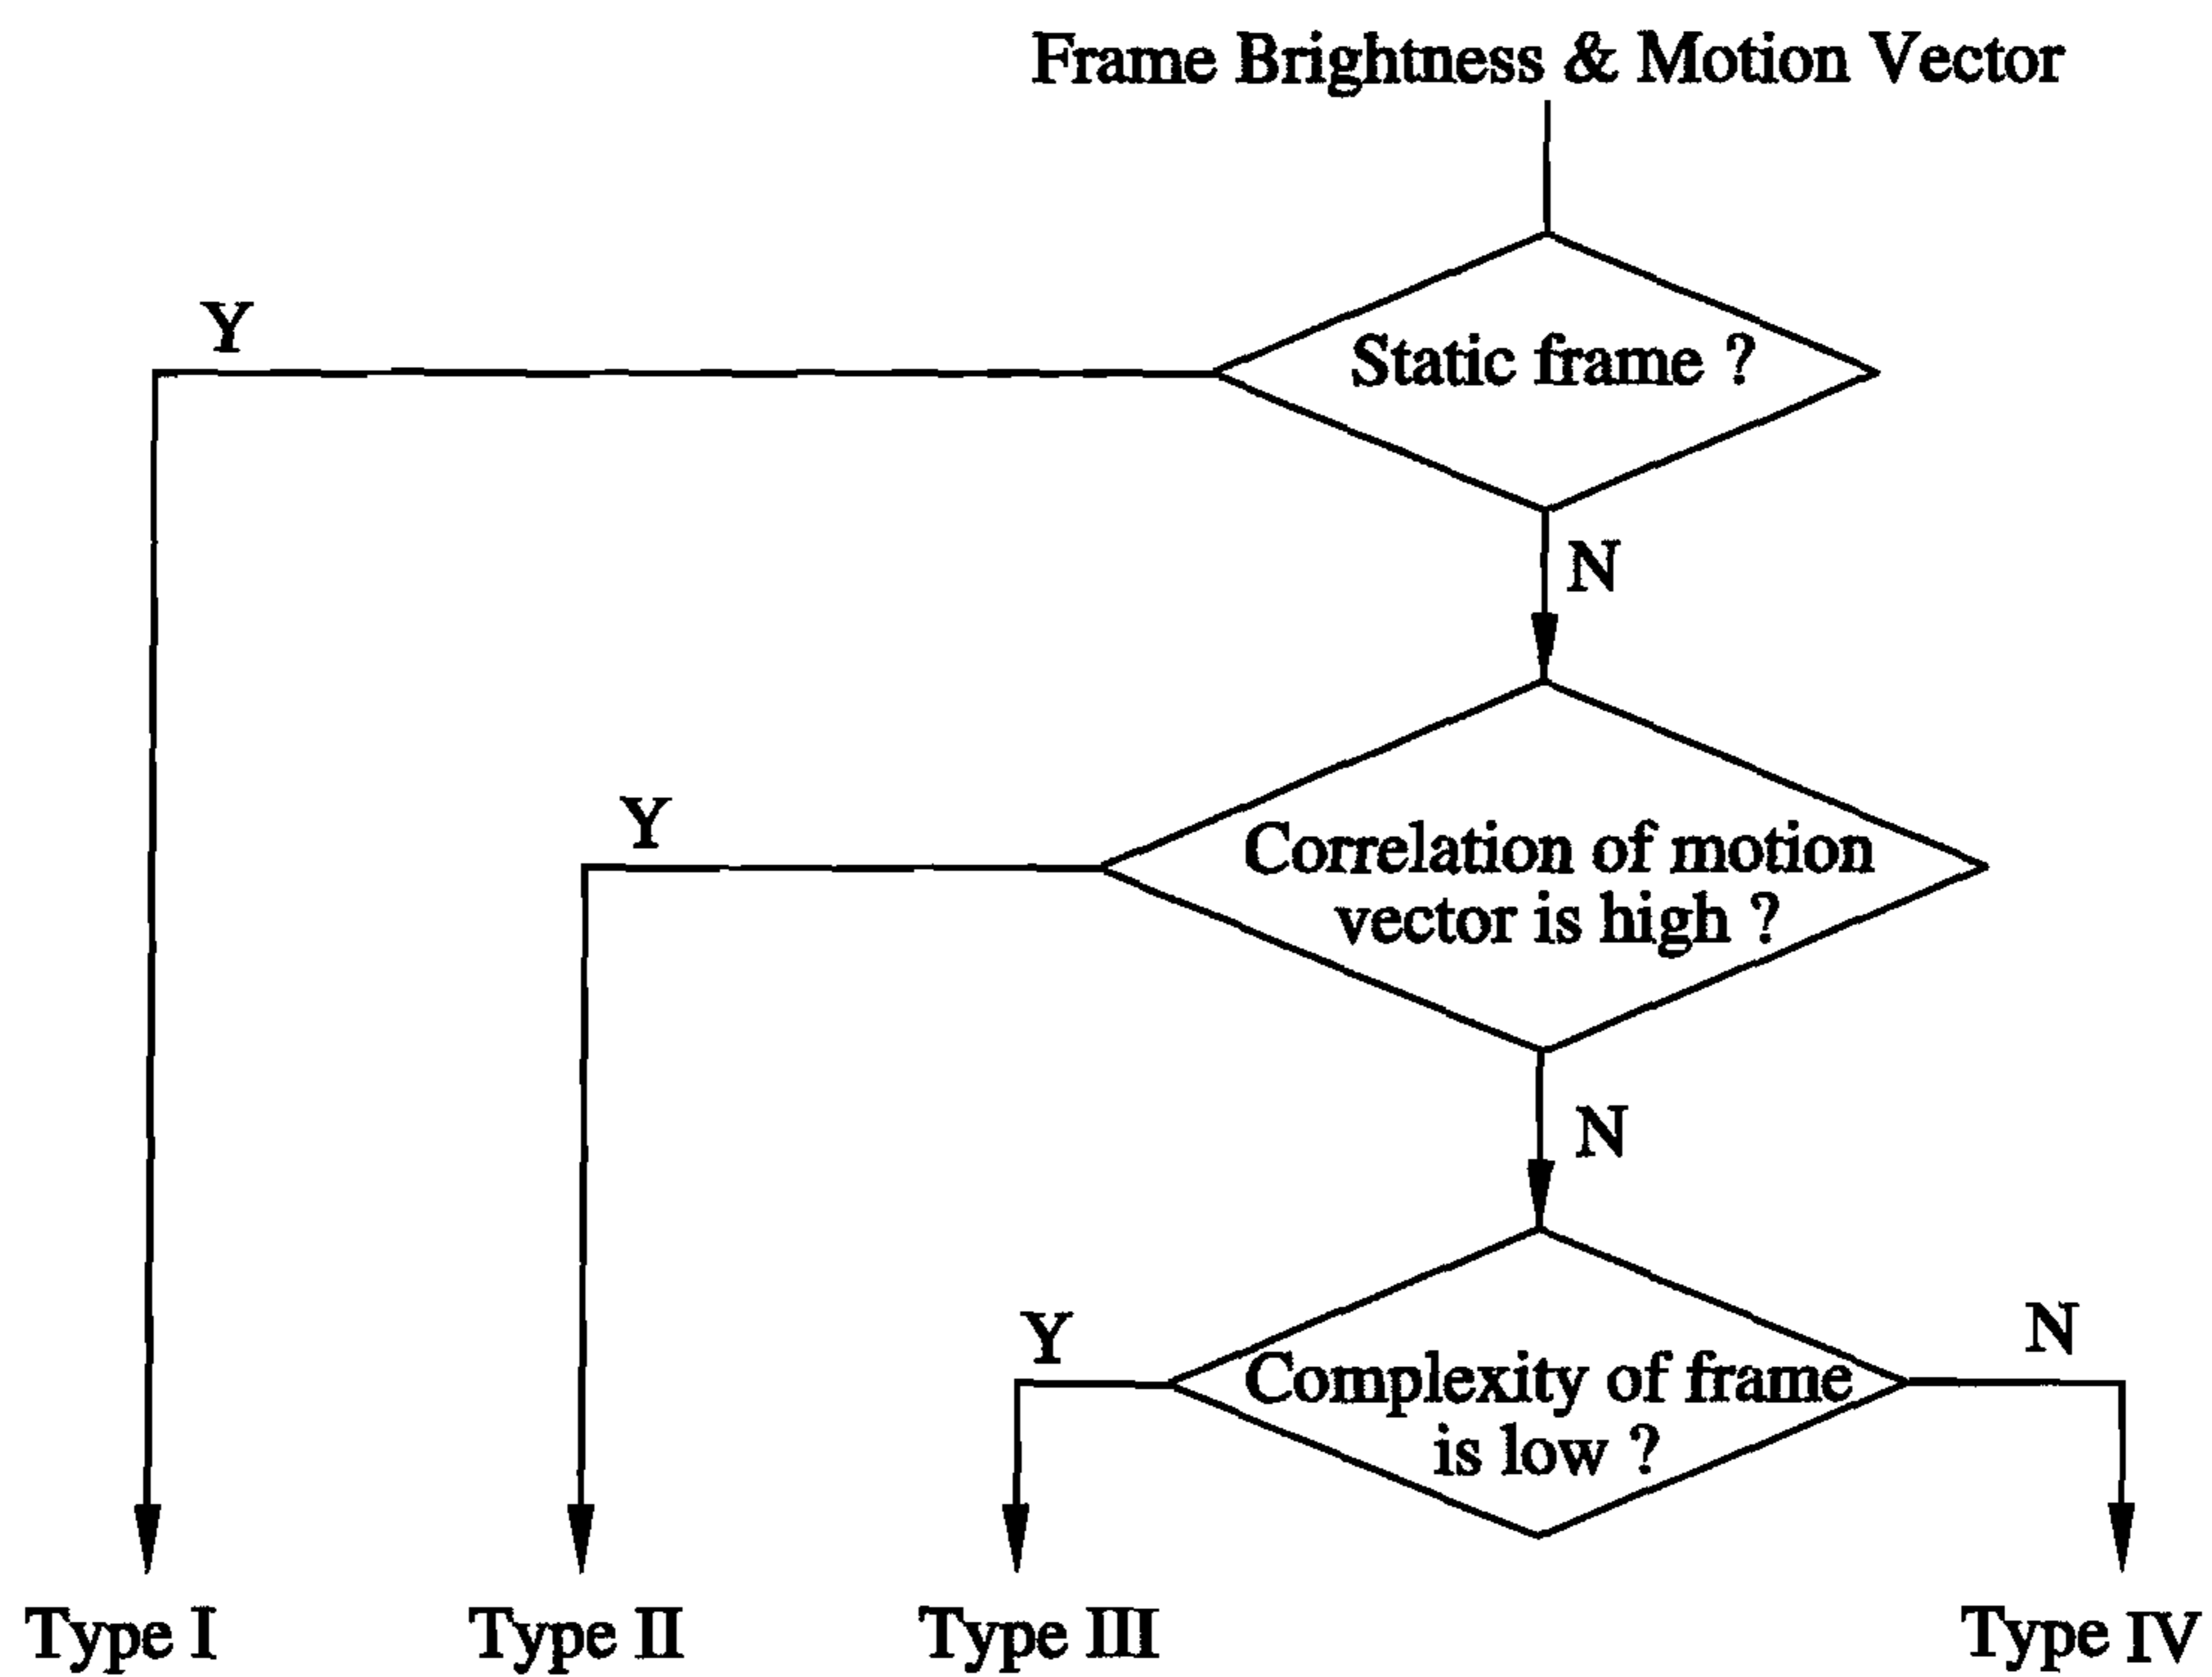 Frame Brightness & Motion Vector
Y
Static frame ?
N
Y
Correlation of motion
vector is high ?
N
Y
N
Complexity of frame
is low ?
Type I
Type II
Type III
Type IV